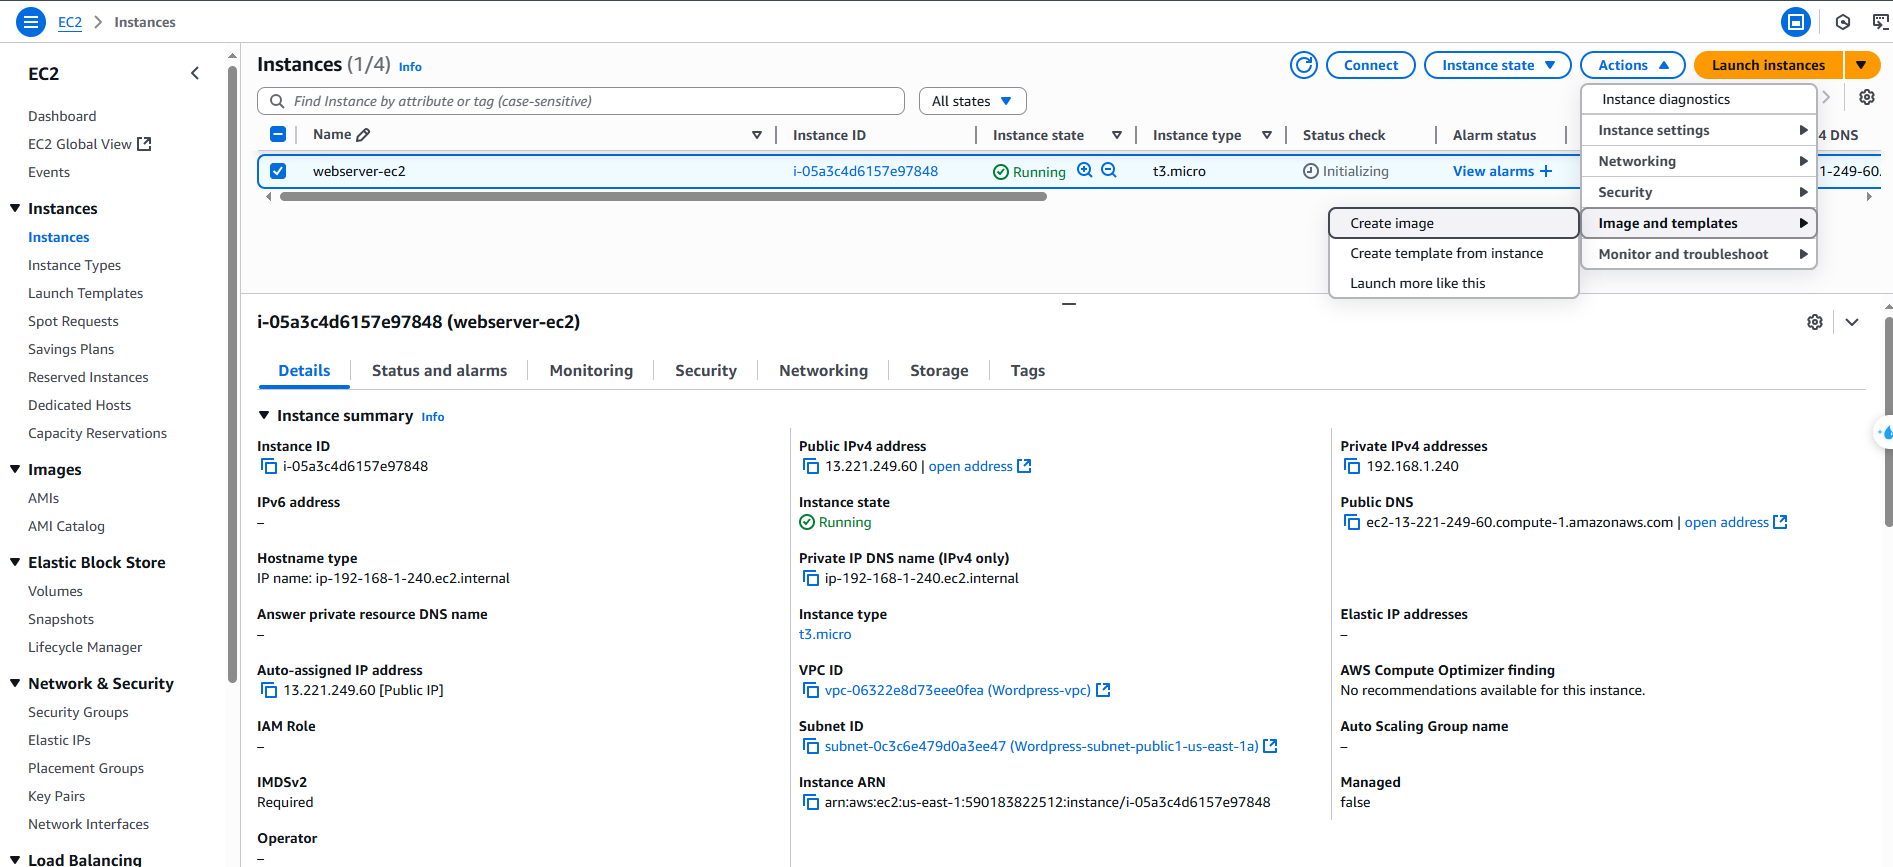 EC2 > Instances
EC2
Dashboard
EC2 Global View
Events
Instances
Instances
Instance Types
Launch Templates
Spot Requests
Savings Plans
Reserved Instances
Dedicated Hosts
Capacity Reservations
Images
AMIs
AMI Catalog
Elastic Block Store
Volumes
Snapshots
Lifecycle Manager
Network & Security
Security Groups
Elastic IPs
Placement Groups
Key Pairs
Network Interfaces
Load Balancing
Instances (1/4) Info
Connect
Instance state
Actions
Launch instances
Find Instance by attribute or tag (case-sensitive)
All states
Name
Instance ID
Instance state
Instance type
Status check
Alarm status
4 DNS
webserver-ec2
i-05a3c4d6157e97848
Running
t3.micro
Initializing
View alarms +
1-249-60.
Instance diagnostics
Instance settings
Networking
Security
Image and templates
Monitor and troubleshoot
Create image
Create template from instance
Launch more like this
i-05a3c4d6157e97848 (webserver-ec2)
Details
Status and alarms
Monitoring
Security
Networking
Storage
Tags
Instance summary Info
Instance ID
i-05a3c4d6157e97848
Public IPv4 address
13.221.249.60 | open address
Private IPv4 addresses
192.168.1.240
IPv6 address
–
Instance state
Running
Public DNS
ec2-13-221-249-60.compute-1.amazonaws.com | open address
Hostname type
IP name: ip-192-168-1-240.ec2.internal
Private IP DNS name (IPv4 only)
ip-192-168-1-240.ec2.internal
Answer private resource DNS name
–
Instance type
t3.micro
Elastic IP addresses
–
Auto-assigned IP address
13.221.249.60 [Public IP]
VPC ID
vpc-06322e8d73eee0fea (Wordpress-vpc)
AWS Compute Optimizer finding
No recommendations available for this instance.
IAM Role
–
Subnet ID
subnet-0c3c6e479d0a3ee47 (Wordpress-subnet-public1-us-east-1a)
Auto Scaling Group name
–
IMDSv2
Required
Instance ARN
arn:aws:ec2:us-east-1:590183822512:instance/i-05a3c4d6157e97848
Managed
false
Operator
–